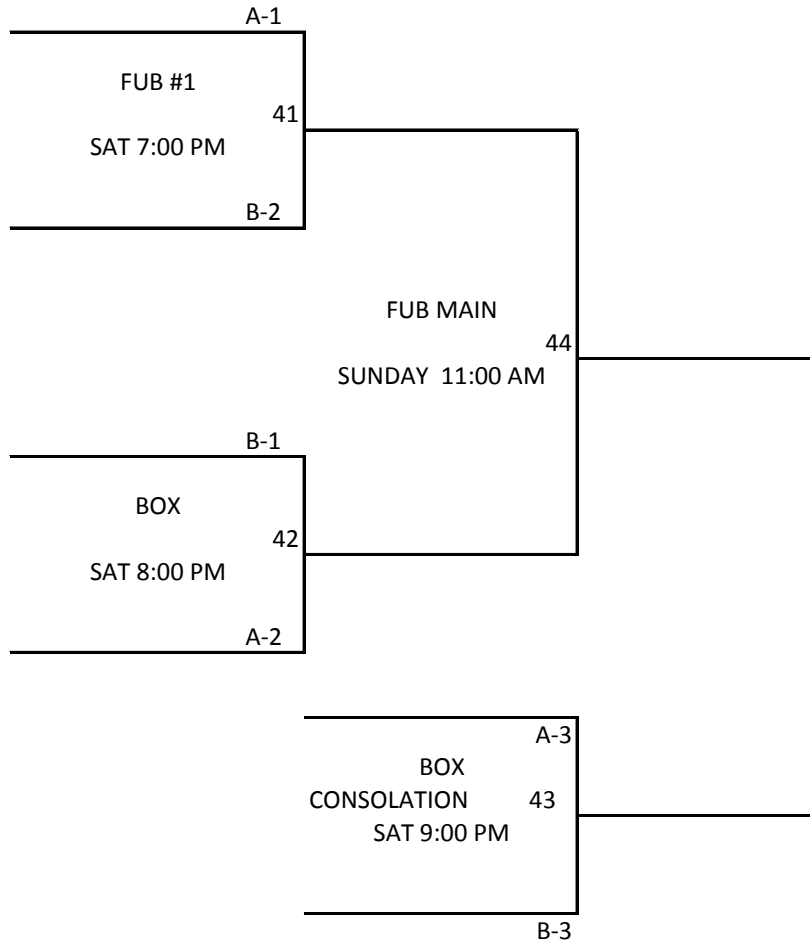 A-1
FUB #1
41
SAT 7:00 PM
B-2
FUB MAIN
44
SUNDAY 11:00 AM
B-1
BOX
42
SAT 8:00 PM
A-2
A-3
BOX
CONSOLATION 43
SAT 9:00 PM
B-3